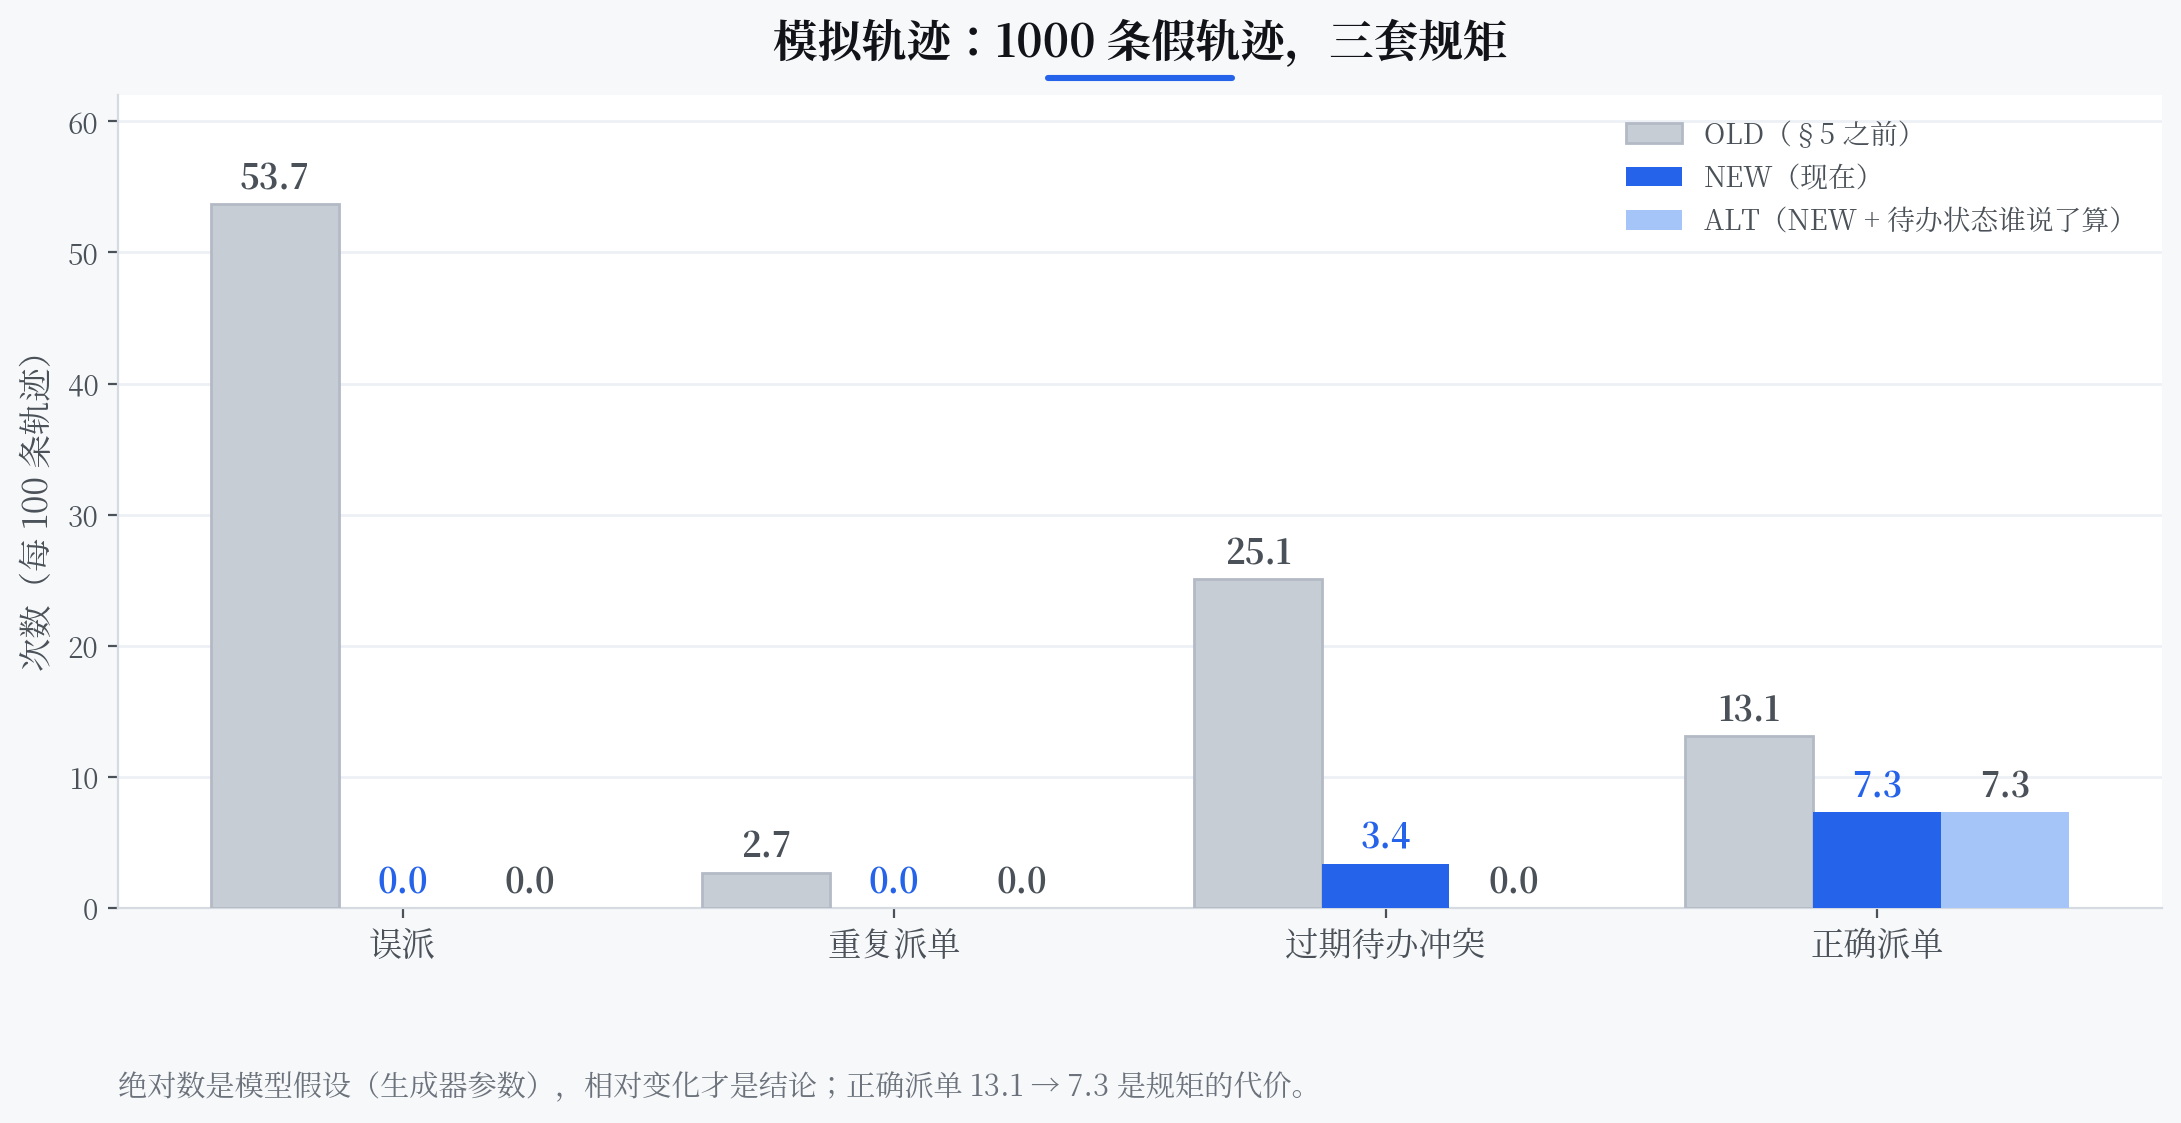 模拟轨迹：1000 条假轨迹，三套规矩
OLD（§5 之前）
NEW（现在）
ALT（NEW + 待办状态谁说了算）
次数（每 100 条轨迹）
60
50
40
30
20
10
0
53.7
0.0
0.0
2.7
0.0
0.0
25.1
3.4
0.0
13.1
7.3
7.3
误派
重复派单
过期待办冲突
正确派单
绝对数是模型假设（生成器参数），相对变化才是结论；正确派单 13.1 → 7.3 是规矩的代价。